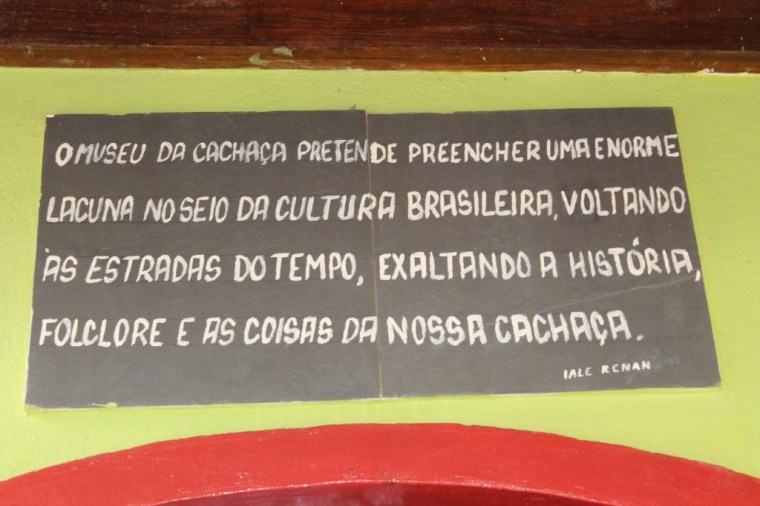 O MUSEU DA CACHAÇA PRETENDE PREENCHER UMA ENORME
LACUNA NO SEIO DA CULTURA BRASILEIRA, VOLTANDO
ÀS ESTRADAS DO TEMPO, EXALTANDO A HISTÓRIA,
FOLCLORE E AS COISAS DA NOSSA CACHAÇA.
IALE RENAN